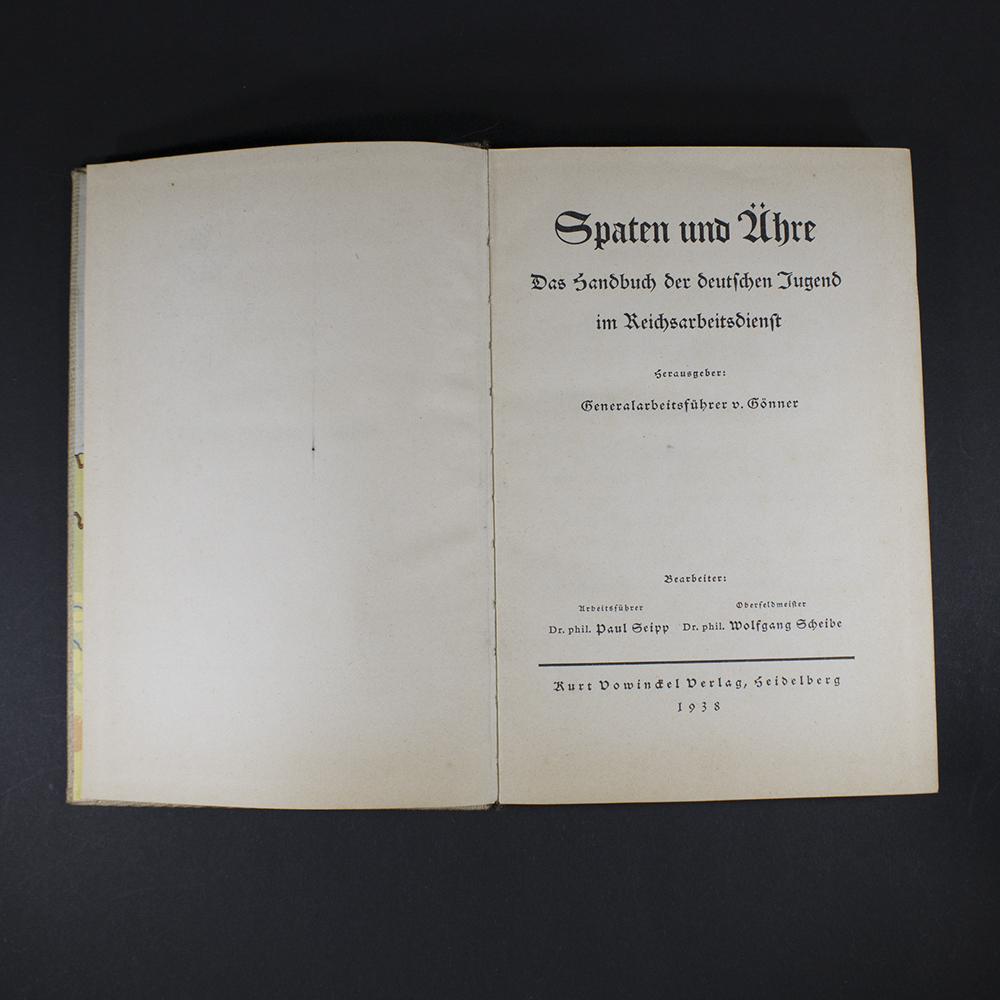 Spaten und Ähre
Das Handbuch der deutschen Jugend
im Reichsarbeitsdienst
Herausgeber:
Generalarbeitsführer v. Gönner
Bearbeiter:
Arbeitsführer Oberfeldmeister
Dr. phil. Paul Seipp Dr. phil. Wolfgang Scheibe
Kurt Vowinckel Verlag, Heidelberg
1938